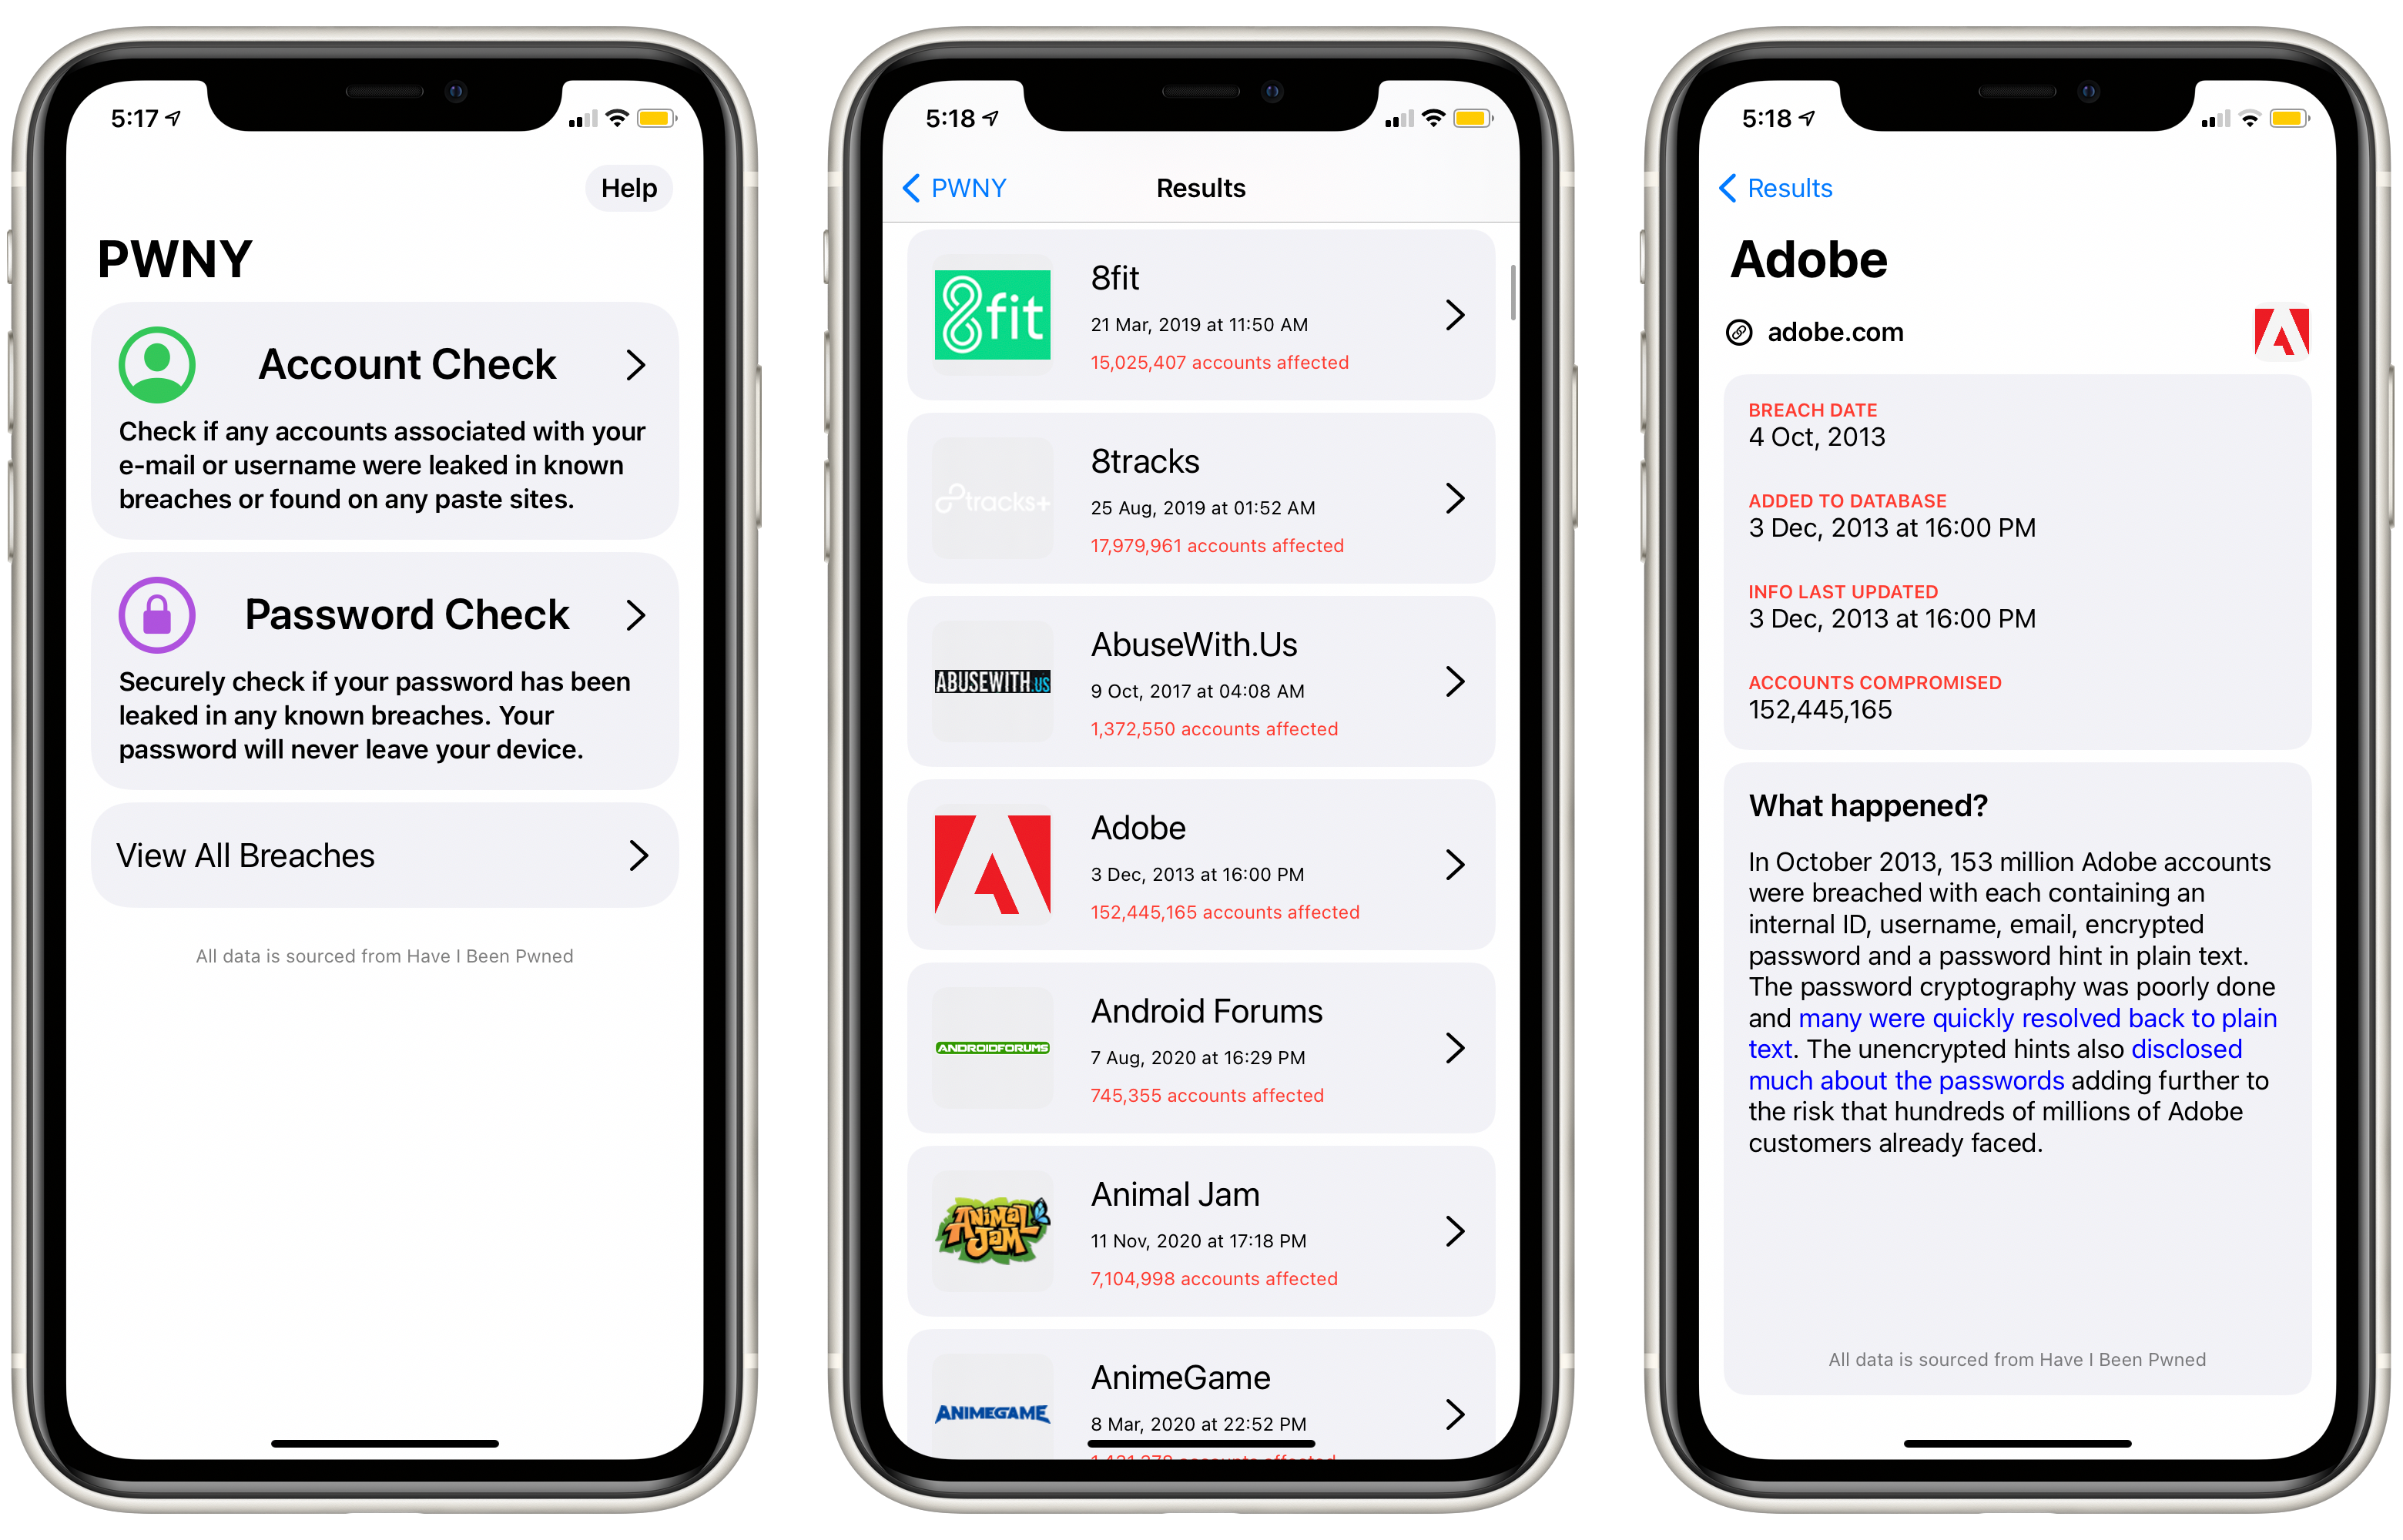 5:17
Help
PWNY
Account Check
Check if any accounts associated with your
e-mail or username were leaked in known
breaches or found on any paste sites.
Password Check
Securely check if your password has been
leaked in any known breaches. Your
password will never leave your device.
View All Breaches
All data is sourced from Have I Been Pwned
5:18
PWNY
Results
8fit
8fit
21 Mar, 2019 at 11:50 AM
15,025,407 accounts affected
8tracks+
8tracks
25 Aug, 2019 at 01:52 AM
17,979,961 accounts affected
ABUSEWITH.US
AbuseWith.Us
9 Oct, 2017 at 04:08 AM
1,372,550 accounts affected
Adobe
3 Dec, 2013 at 16:00 PM
152,445,165 accounts affected
ANDROIDFORUMS
Android Forums
7 Aug, 2020 at 16:29 PM
745,355 accounts affected
ANIMAL JAM
Animal Jam
11 Nov, 2020 at 17:18 PM
7,104,998 accounts affected
ANIMEGAME
AnimeGame
8 Mar, 2020 at 22:52 PM
accounts affected
5:18
Results
Adobe
adobe.com
BREACH DATE
4 Oct, 2013
ADDED TO DATABASE
3 Dec, 2013 at 16:00 PM
INFO LAST UPDATED
3 Dec, 2013 at 16:00 PM
ACCOUNTS COMPROMISED
152,445,165
What happened?
In October 2013, 153 million Adobe accounts
were breached with each containing an
internal ID, username, email, encrypted
password and a password hint in plain text.
The password cryptography was poorly done
and many were quickly resolved back to plain
text. The unencrypted hints also disclosed
much about the passwords adding further to
the risk that hundreds of millions of Adobe
customers already faced.
All data is sourced from Have I Been Pwned